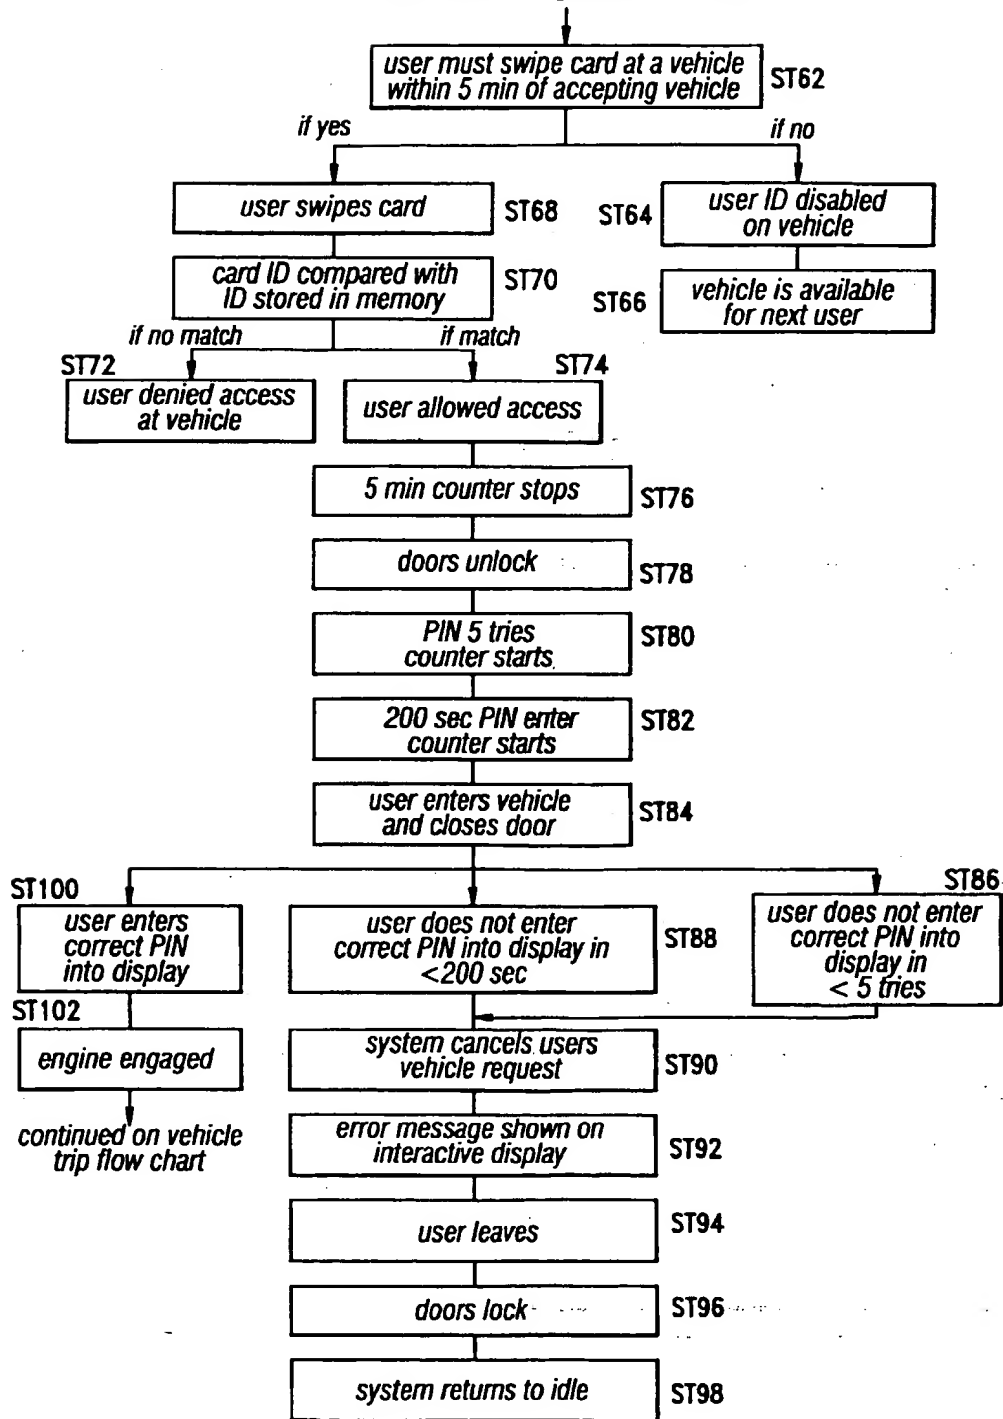 user must swipe card at a vehicle
within 5 min of accepting vehicle
ST62
if yes
if no
user swipes card
ST68
ST64
user ID disabled
on vehicle
card ID compared with
ID stored in memory
ST70
ST66
vehicle is available
for next user
if no match
if match
ST72
user denied access
at vehicle
ST74
user allowed access
5 min counter stops
ST76
doors unlock
ST78
PIN 5 tries
counter starts
ST80
200 sec PIN enter
counter starts
ST82
user enters vehicle
and closes door
ST84
ST100
user enters
correct PIN
into display
user does not enter
correct PIN into display in
<200 sec
ST88
ST86
user does not enter
correct PIN into
display in
< 5 tries
ST102
engine engaged
continued on vehicle
trip flow chart
system cancels users
vehicle request
ST90
error message shown on
interactive display
ST92
user leaves
ST94
doors lock
ST96
system returns to idle
ST98